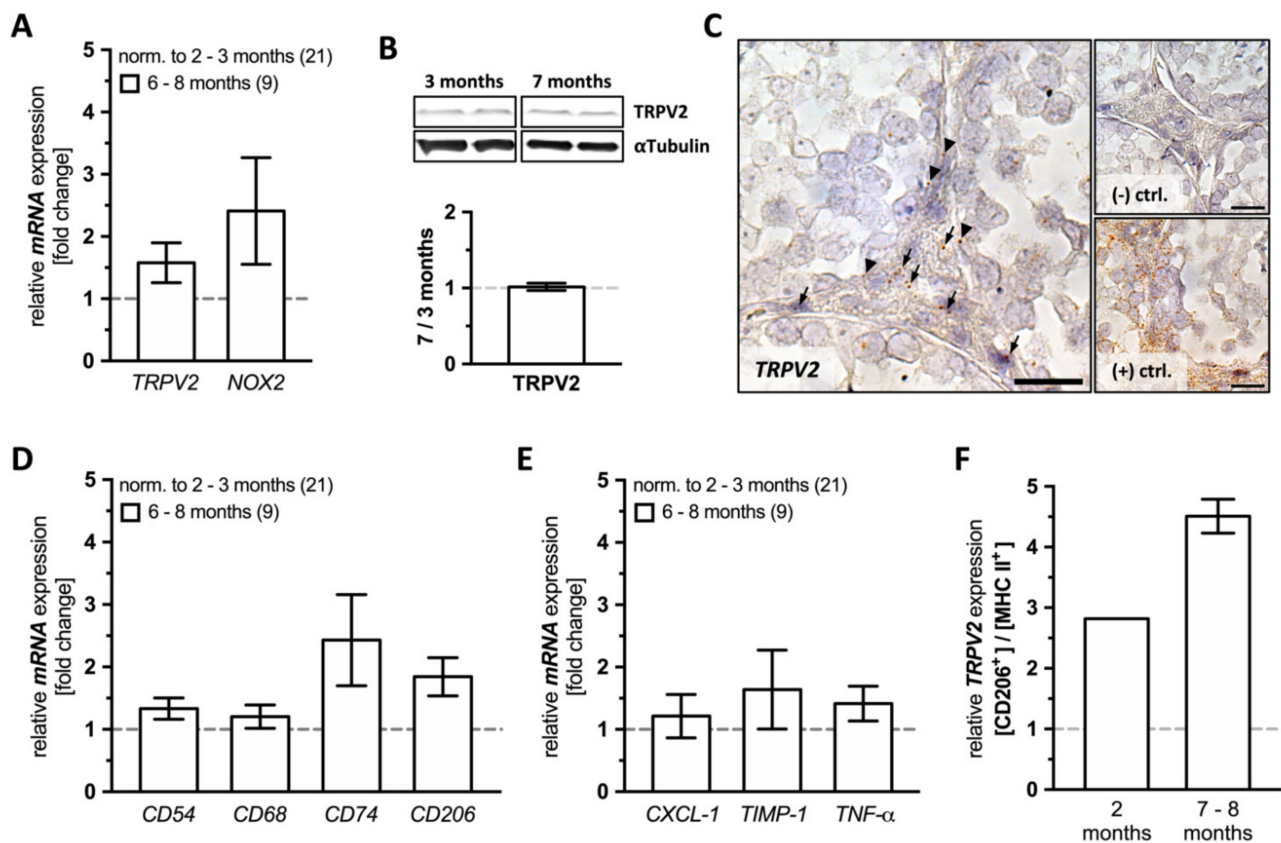 A
5
4
3
2
1
0
relative mRNA expression
[fold change]
norm. to 2 - 3 months (21)
6 - 8 months (9)
TRPV2
NOX2
B
3 months
7 months
TRPV2
αTubulin
2
1
0
7 / 3 months
TRPV2
C
TRPV2
(-) ctrl.
(+) ctrl.
D
5
4
3
2
1
0
relative mRNA expression
[fold change]
norm. to 2 - 3 months (21)
6 - 8 months (9)
CD54
CD68
CD74
CD206
E
5
4
3
2
1
0
relative mRNA expression
[fold change]
norm. to 2 - 3 months (21)
6 - 8 months (9)
CXCL-1
TIMP-1
TNF-α
F
5
4
3
2
1
0
relative TRPV2 expression
[CD206⁺] / [MHC II⁺]
2
months
7 - 8
months